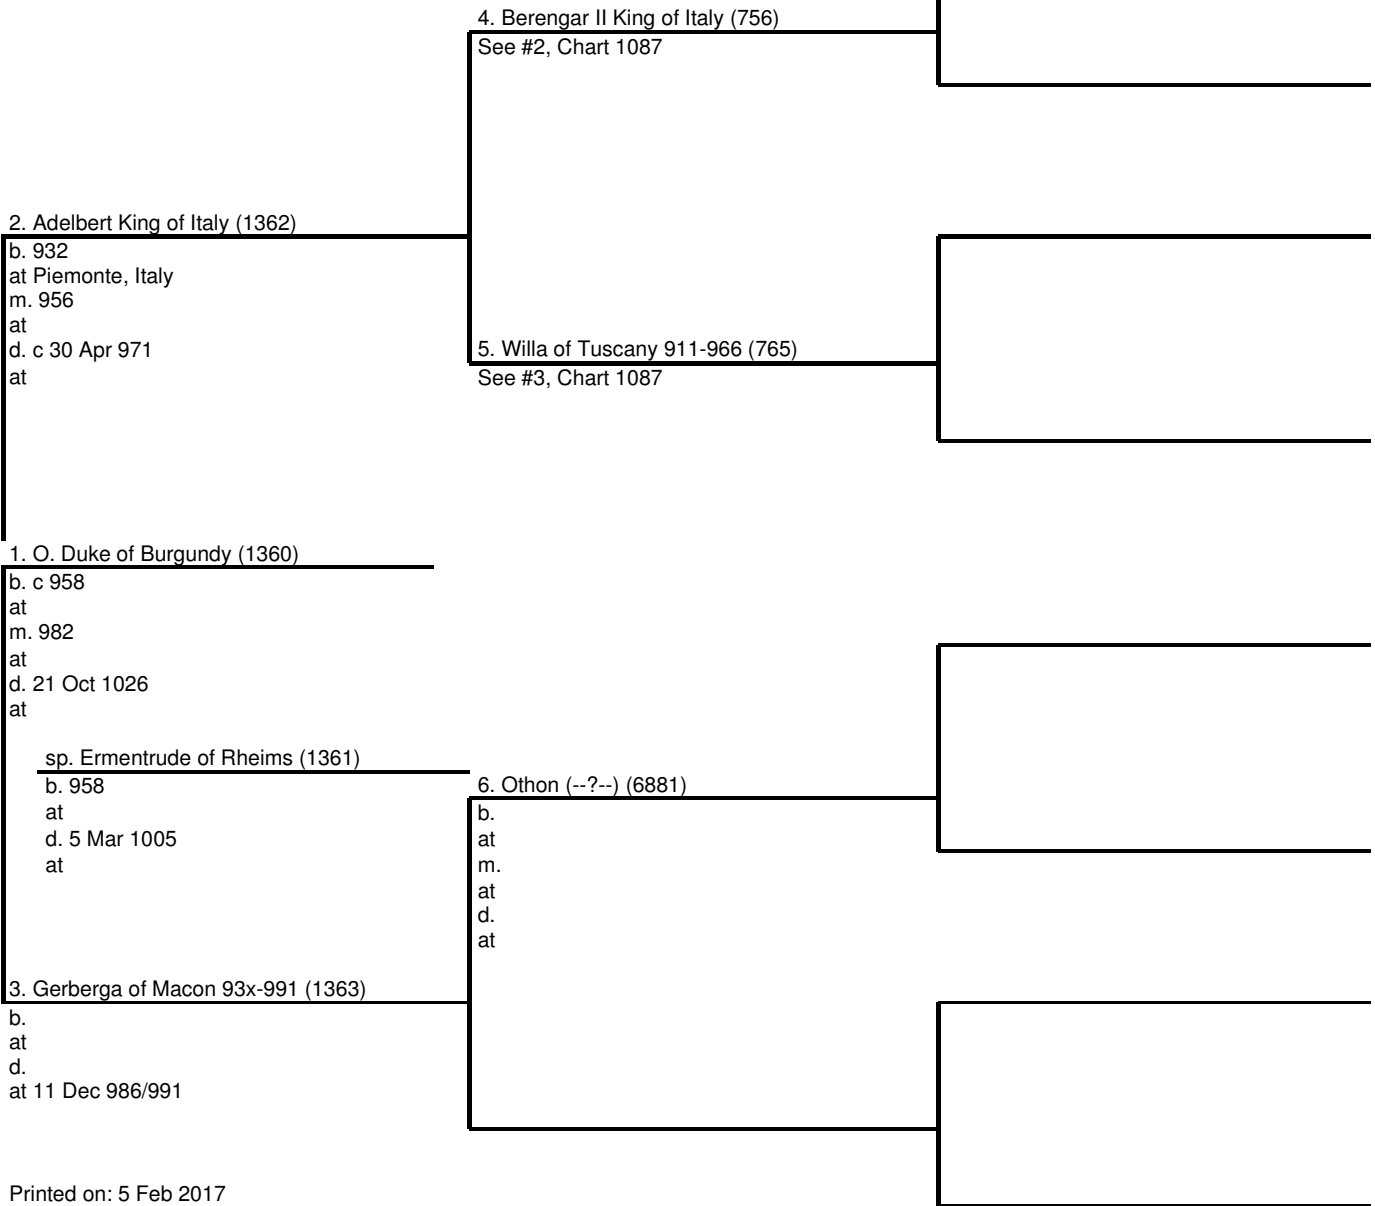 4. Berengar II King of Italy (756)
See #2, Chart 1087
2. Adelbert King of Italy (1362)
b. 932
at Piemonte, Italy
m. 956
at
d. c 30 Apr 971
at
5. Willa of Tuscany 911-966 (765)
See #3, Chart 1087
1. O. Duke of Burgundy (1360)
b. c 958
at
m. 982
at
d. 21 Oct 1026
at
sp. Ermentrude of Rheims (1361)
b. 958
at
d. 5 Mar 1005
at
6. Othon (--?--) (6881)
b.
at
m.
at
d.
at
3. Gerberga of Macon 93x-991 (1363)
b.
at
d.
at 11 Dec 986/991
Printed on: 5 Feb 2017